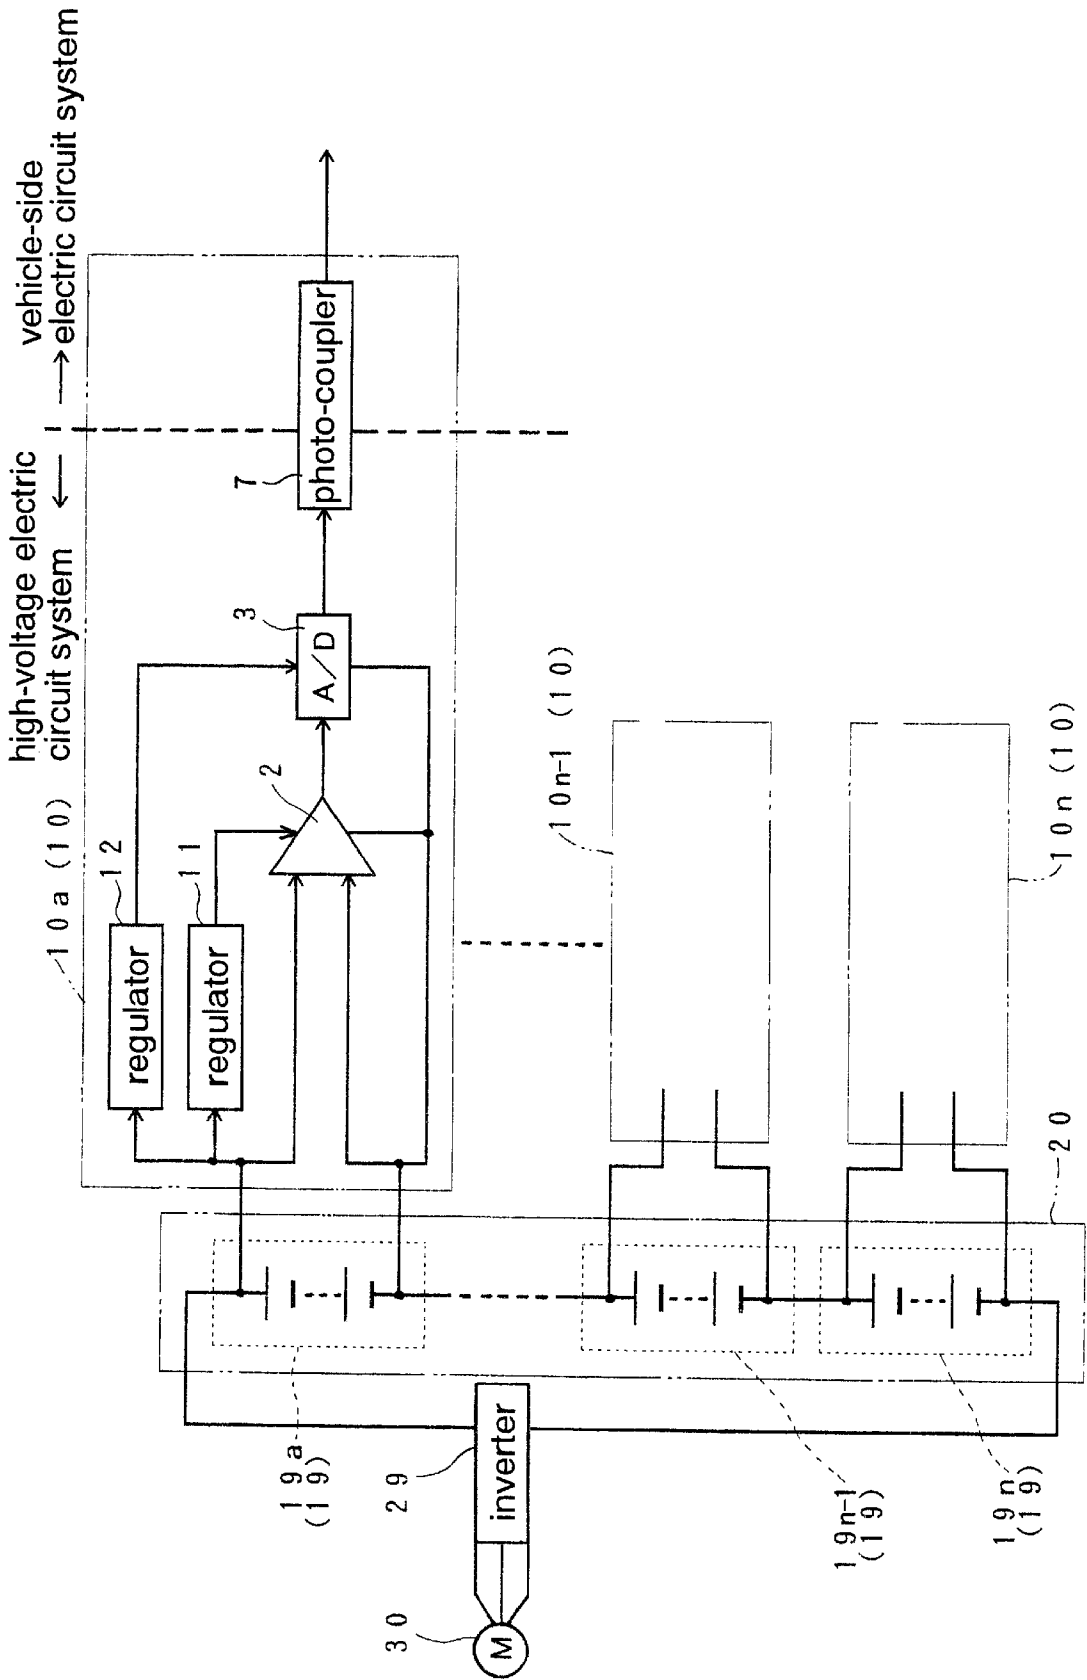 high-voltage electric
circuit system
vehicle-side
electric circuit system
10a (10)
12
regulator
11
regulator
2
3
A/D
7
photo-coupler
10n-1 (10)
10n (10)
20
19a
(19)
19n-1
(19)
19n
(19)
29
inverter
30
M